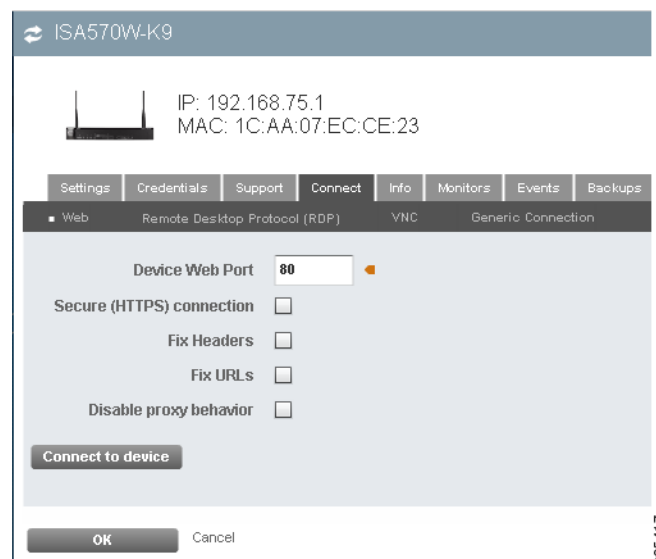 ISA570W-K9
IP: 192.168.75.1
MAC: 1C:AA:07:EC:CE:23
Settings Credentials Support Connect Info Monitors Events Backups
Web Remote Desktop Protocol (RDP) VNC Generic Connection
Device Web Port 80
Secure (HTTPS) connection
Fix Headers
Fix URLs
Disable proxy behavior
Connect to device
OK Cancel